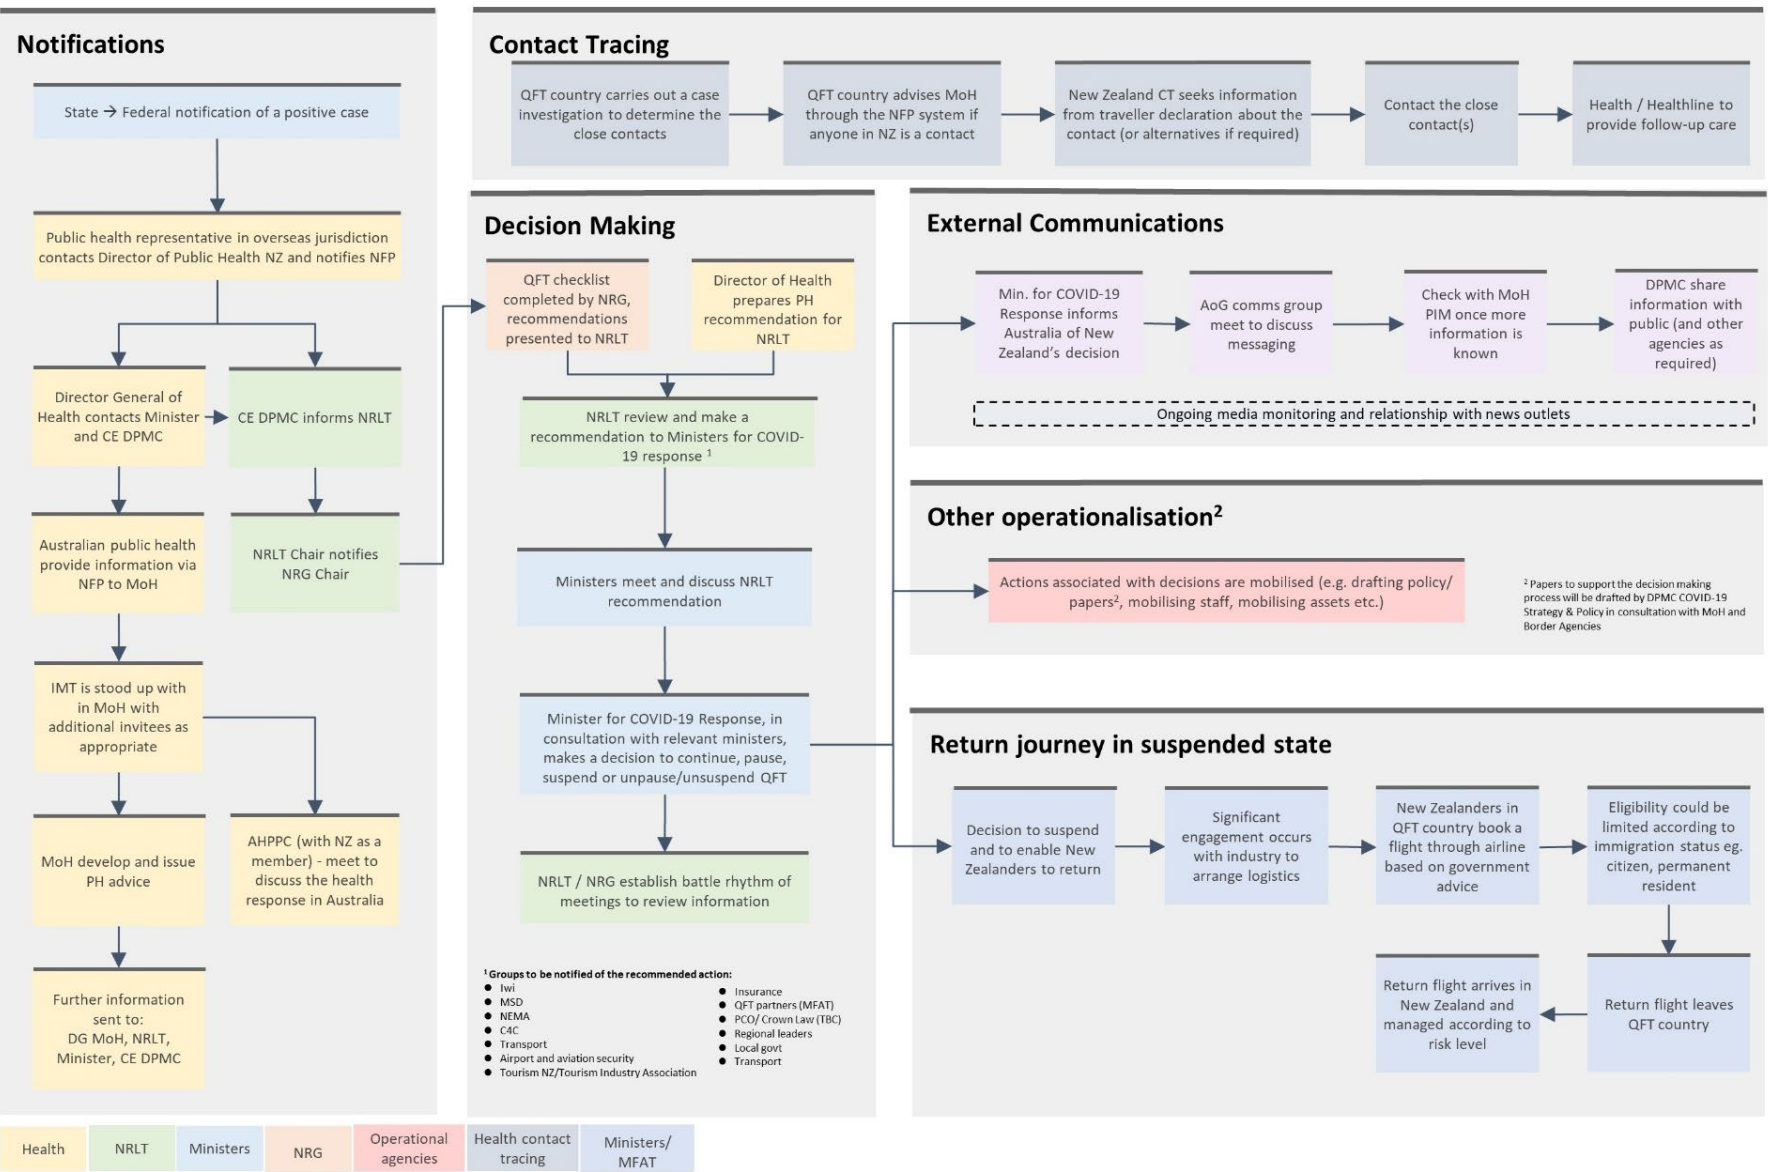 Notifications
State → Federal notification of a positive case
Public health representative in overseas jurisdiction
contacts Director of Public Health NZ and notifies NFP
Director General of
Health contacts Minister
and CE DPMC
CE DPMC informs NRLT
Australian public health
provide information via
NFP to MoH
NRLT Chair notifies
NRG Chair
IMT is stood up with
in MoH with
additional invitees as
appropriate
MoH develop and issue
PH advice
AHPPC (with NZ as a
member) - meet to
discuss the health
response in Australia
Further information
sent to:
DG MoH, NRLT,
Minister, CE DPMC
Contact Tracing
QFT country carries out a case
investigation to determine the
close contacts
QFT country advises MoH
through the NFP system if
anyone in NZ is a contact
New Zealand CT seeks information
from traveller declaration about the
contact (or alternatives if required)
Contact the close
contact(s)
Health / Healthline to
provide follow-up care
Decision Making
QFT checklist
completed by NRG,
recommendations
presented to NRLT
Director of Health
prepares PH
recommendation for
NRLT
NRLT review and make a
recommendation to Ministers for COVID-
19 response 1
Ministers meet and discuss NRLT
recommendation
Minister for COVID-19 Response, in
consultation with relevant ministers,
makes a decision to continue, pause,
suspend or unpause/unsuspend QFT
NRLT / NRG establish battle rhythm of
meetings to review information
1 Groups to be notified of the recommended action:
● Iwi
● MSD
● NEMA
● C4C
● Transport
● Airport and aviation security
● Tourism NZ/Tourism Industry Association
● Insurance
● QFT partners (MFAT)
● PCO/ Crown Law (TBC)
● Regional leaders
● Local govt
● Transport
External Communications
Min. for COVID-19
Response informs
Australia of New
Zealand's decision
AoG comms group
meet to discuss
messaging
Check with MoH
PIM once more
information is
known
DPMC share
information with
public (and other
agencies as
required)
Ongoing media monitoring and relationship with news outlets
Other operationalisation2
Actions associated with decisions are mobilised (e.g. drafting policy/
papers2, mobilising staff, mobilising assets etc.)
2 Papers to support the decision making
process will be drafted by DPMC COVID-19
Strategy & Policy in consultation with MoH and
Border Agencies
Return journey in suspended state
Decision to suspend
and to enable New
Zealanders to return
Significant
engagement occurs
with industry to
arrange logistics
New Zealanders in
QFT country book a
flight through airline
based on government
advice
Eligibility could be
limited according to
immigration status eg.
citizen, permanent
resident
Return flight arrives in
New Zealand and
managed according to
risk level
Return flight leaves
QFT country
Health
NRLT
Ministers
NRG
Operational
agencies
Health contact
tracing
Ministers/
MFAT